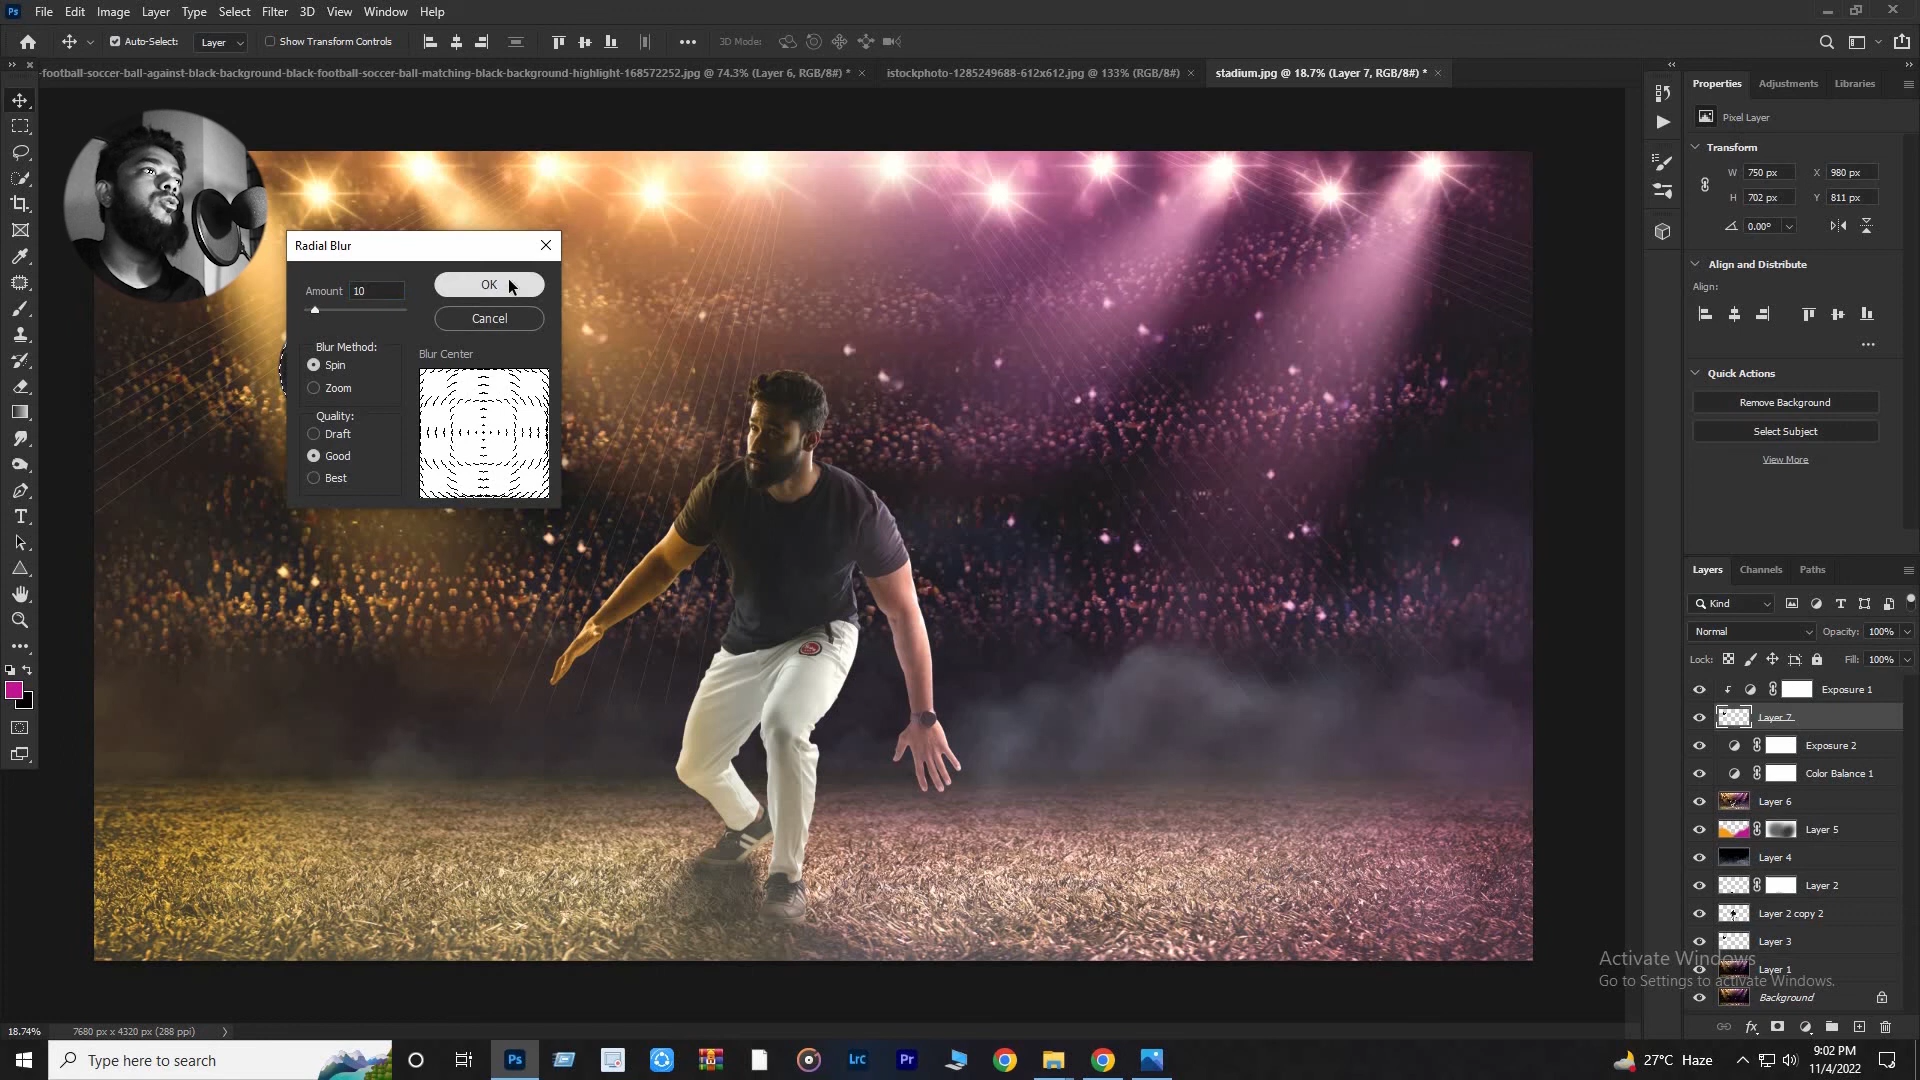 Ps File Edit Image Layer Type Select Filter 3D View Window Help
Auto-Select: Layer Show Transform Controls 3D Mode:
-football-soccer-ball-against-black-background-black-football-soccer-ball-matching-black-background-highlight-168572252.jpg @ 74.3% (Layer 6, RGB/8#) * istockphoto-1285249688-612x612.jpg @ 133% (RGB/8#) stadium.jpg @ 18.7% (Layer 7, RGB/8#) *
Properties Adjustments Libraries
Pixel Layer
Transform
W 750 px X 980 px
H 702 px Y 811 px
0.00°
Align and Distribute
Align:
Quick Actions
Remove Background
Select Subject
View More
Radial Blur
Amount 10
OK
Cancel
Blur Method:
Spin
Zoom
Quality:
Draft
Good
Best
Blur Center
Layers Channels Paths
Kind
Normal Opacity: 100%
Lock: Fill: 100%
Exposure 1
Layer 7
Exposure 2
Color Balance 1
Layer 6
Layer 5
Layer 4
Layer 2
Layer 2 copy 2
Layer 3
Layer 1
Background
Activate Windows
Go to Settings to activate Windows.
18.74% 7680 px x 4320 px (288 ppi)
Type here to search
Ps Lrc Pr
27°C Haze
9:02 PM
11/4/2022